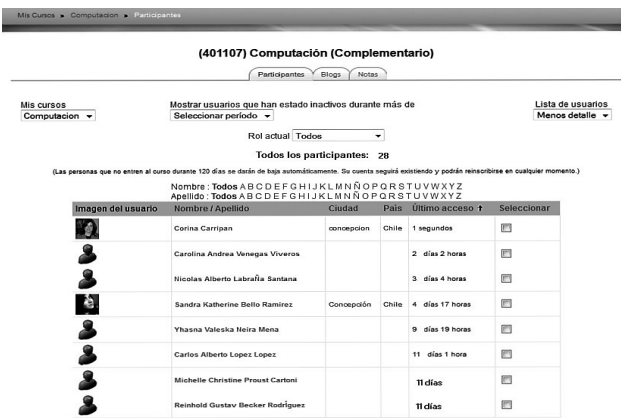 Mis Cursos ► Computacion ► Participantes
(401107) Computación (Complementario)
Participantes Blogs Notas
Mis cursos Mostrar usuarios que han estado inactivos durante más de Lista de usuarios
Computacion Seleccionar período Menos detalle
Rol actual Todos
Todos los participantes: 28
(Las personas que no entren al curso durante 120 días se darán de baja automáticamente. Su cuenta seguirá existiendo y podrán reinscribirse en cualquier momento.)
Nombre : Todos A B C D E F G H I J K L M N Ñ O P Q R S T U V W X Y Z
Apellido : Todos A B C D E F G H I J K L M N Ñ O P Q R S T U V W X Y Z
Imagen del usuario Nombre / Apellido Ciudad País Último acceso ↑ Seleccionar
Corina Carripan concepcion Chile 1 segundos
Carolina Andrea Venegas Viveros 2 días 2 horas
Nicolas Alberto Labraña Santana 3 días 4 horas
Sandra Katherine Bello Ramirez Concepción Chile 4 días 17 horas
Yhasna Valeska Neira Mena 9 días 19 horas
Carlos Alberto Lopez Lopez 11 días 1 hora
Michelle Christine Proust Cartoni 11 días
Reinhold Gustav Becker Rodríguez 11 días